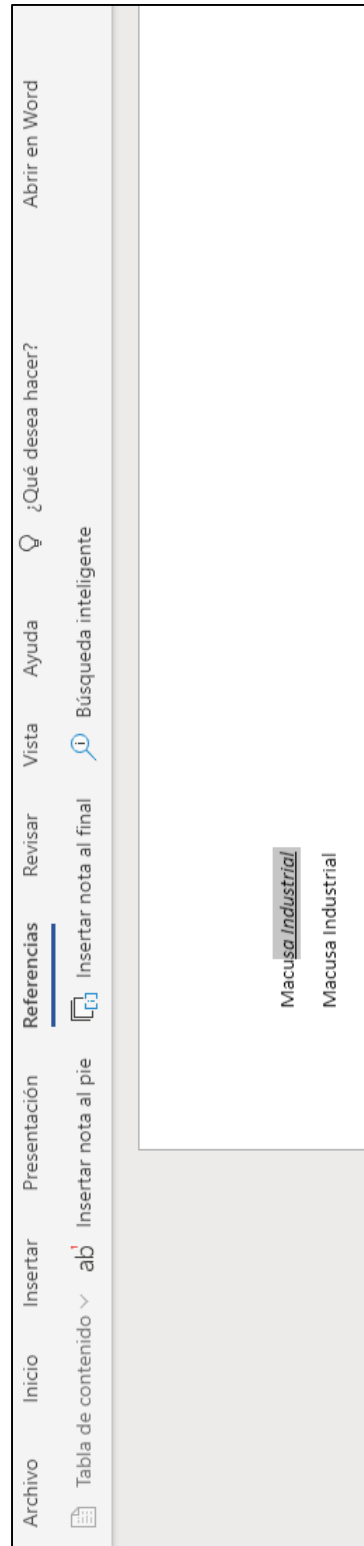 Archivo Inicio Insertar Presentación Referencias Revisar Vista Ayuda ¿Qué desea hacer? Abrir en Word
Tabla de contenido ab¹ Insertar nota al pie Insertar nota al final Búsqueda inteligente
Macusa Industrial
Macusa Industrial